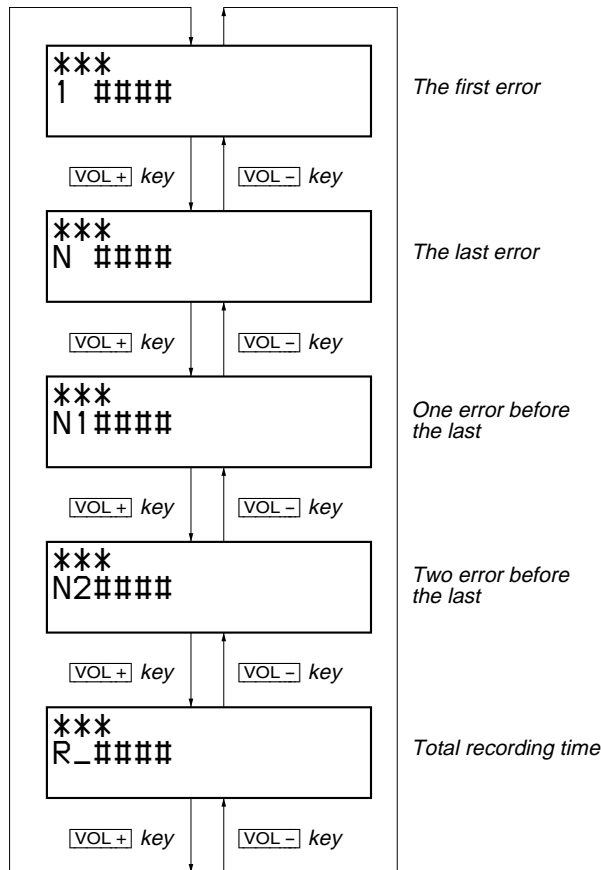 ***
1 ####
The first error
VOL + key VOL – key
***
N ####
The last error
VOL + key VOL – key
***
N1####
One error before
the last
VOL + key VOL – key
***
N2####
Two error before
the last
VOL + key VOL – key
***
R_####
Total recording time
VOL + key VOL – key